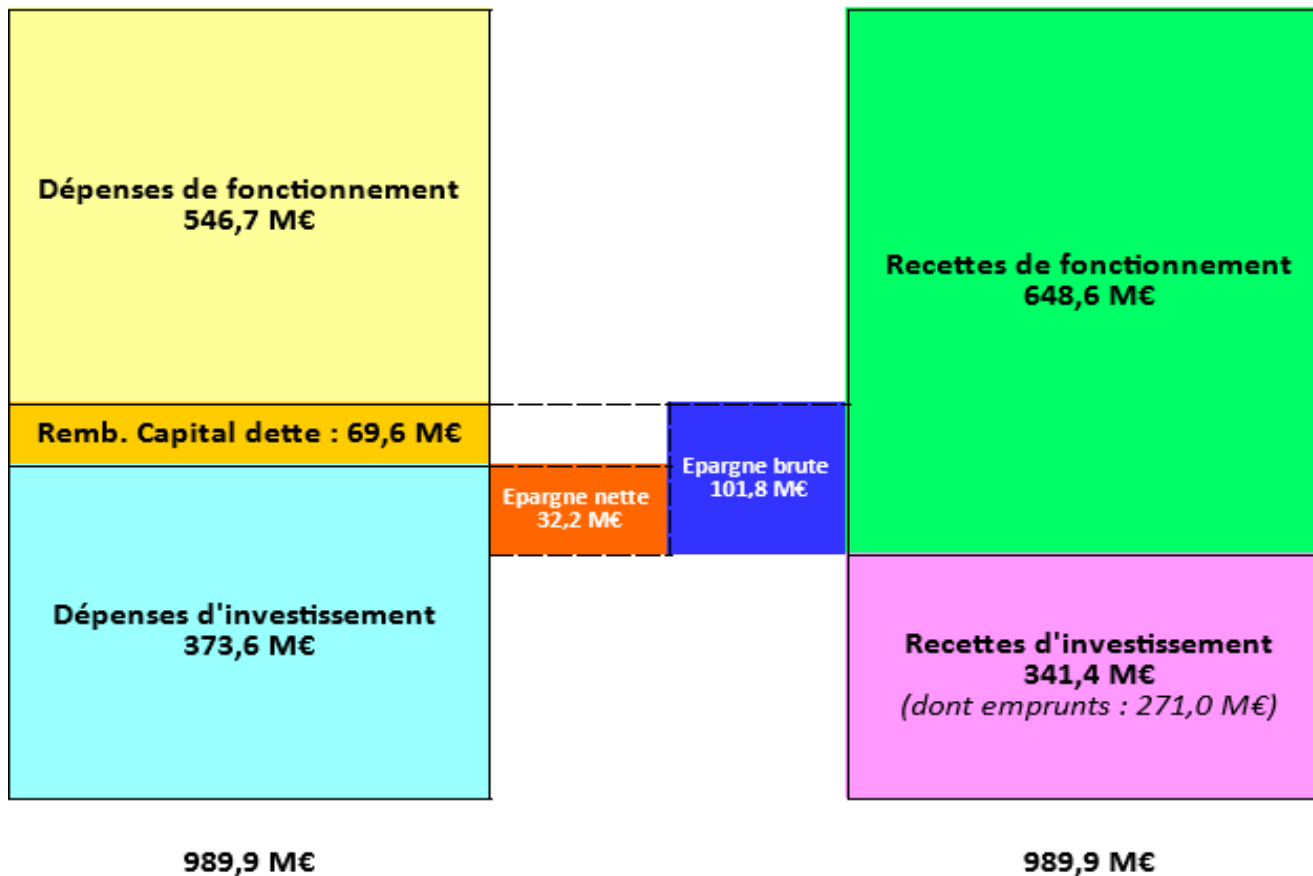 Dépenses de fonctionnement
546,7 M€
Remb. Capital dette : 69,6 M€
Dépenses d'investissement
373,6 M€
Epargne nette
32,2 M€
Epargne brute
101,8 M€
Recettes de fonctionnement
648,6 M€
Recettes d'investissement
341,4 M€
(dont emprunts : 271,0 M€)
989,9 M€
989,9 M€